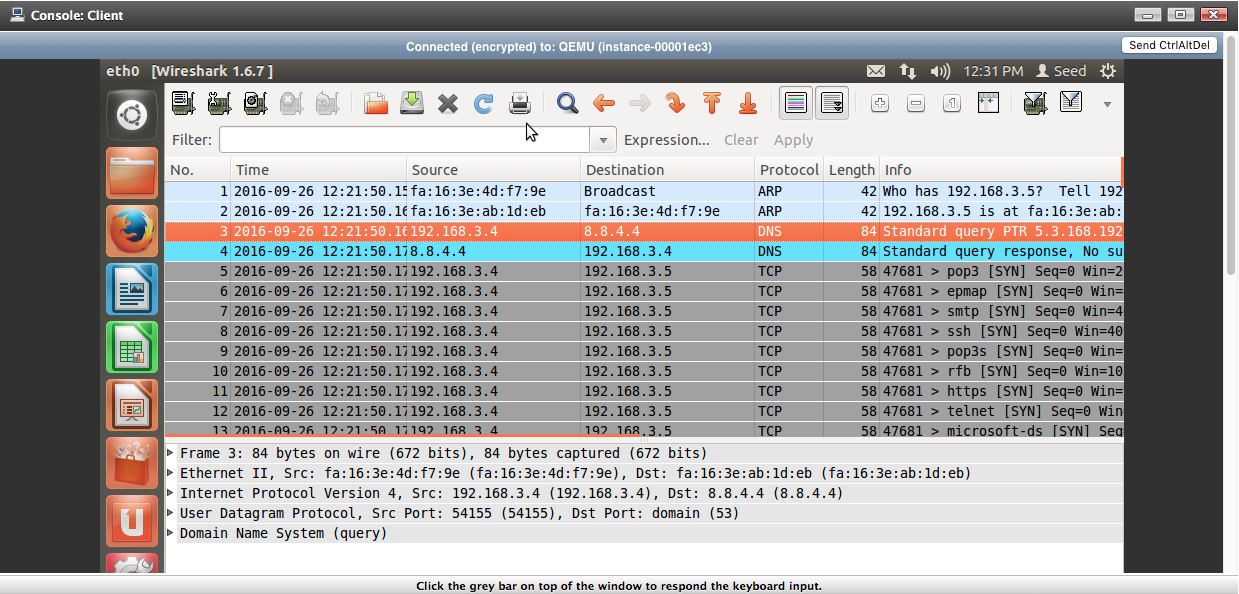 Console: Client
Connected (encrypted) to: QEMU (instance-00001ec3)
Send CtrlAltDel
eth0 [Wireshark 1.6.7 ]
12:31 PM Seed
Filter: Expression... Clear Apply
No. Time Source Destination Protocol Length Info
1 2016-09-26 12:21:50.15 fa:16:3e:4d:f7:9e Broadcast ARP 42 Who has 192.168.3.5? Tell 192
2 2016-09-26 12:21:50.16 fa:16:3e:ab:1d:eb fa:16:3e:4d:f7:9e ARP 42 192.168.3.5 is at fa:16:3e:ab:
3 2016-09-26 12:21:50.16 192.168.3.4 8.8.4.4 DNS 84 Standard query PTR 5.3.168.192
4 2016-09-26 12:21:50.17 8.8.4.4 192.168.3.4 DNS 84 Standard query response, No su
5 2016-09-26 12:21:50.17 192.168.3.4 192.168.3.5 TCP 58 47681 > pop3 [SYN] Seq=0 Win=2
6 2016-09-26 12:21:50.17 192.168.3.4 192.168.3.5 TCP 58 47681 > epmap [SYN] Seq=0 Win=
7 2016-09-26 12:21:50.17 192.168.3.4 192.168.3.5 TCP 58 47681 > smtp [SYN] Seq=0 Win=4
8 2016-09-26 12:21:50.17 192.168.3.4 192.168.3.5 TCP 58 47681 > ssh [SYN] Seq=0 Win=40
9 2016-09-26 12:21:50.17 192.168.3.4 192.168.3.5 TCP 58 47681 > pop3s [SYN] Seq=0 Win=
10 2016-09-26 12:21:50.17 192.168.3.4 192.168.3.5 TCP 58 47681 > rfb [SYN] Seq=0 Win=10
11 2016-09-26 12:21:50.17 192.168.3.4 192.168.3.5 TCP 58 47681 > https [SYN] Seq=0 Win=
12 2016-09-26 12:21:50.17 192.168.3.4 192.168.3.5 TCP 58 47681 > telnet [SYN] Seq=0 Win
13 2016-09-26 12:21:50.17 192.168.3.4 192.168.3.5 TCP 58 47681 > microsoft-ds [SYN] Seq
Frame 3: 84 bytes on wire (672 bits), 84 bytes captured (672 bits)
Ethernet II, Src: fa:16:3e:4d:f7:9e (fa:16:3e:4d:f7:9e), Dst: fa:16:3e:ab:1d:eb (fa:16:3e:ab:1d:eb)
Internet Protocol Version 4, Src: 192.168.3.4 (192.168.3.4), Dst: 8.8.4.4 (8.8.4.4)
User Datagram Protocol, Src Port: 54155 (54155), Dst Port: domain (53)
Domain Name System (query)
Click the grey bar on top of the window to respond the keyboard input.